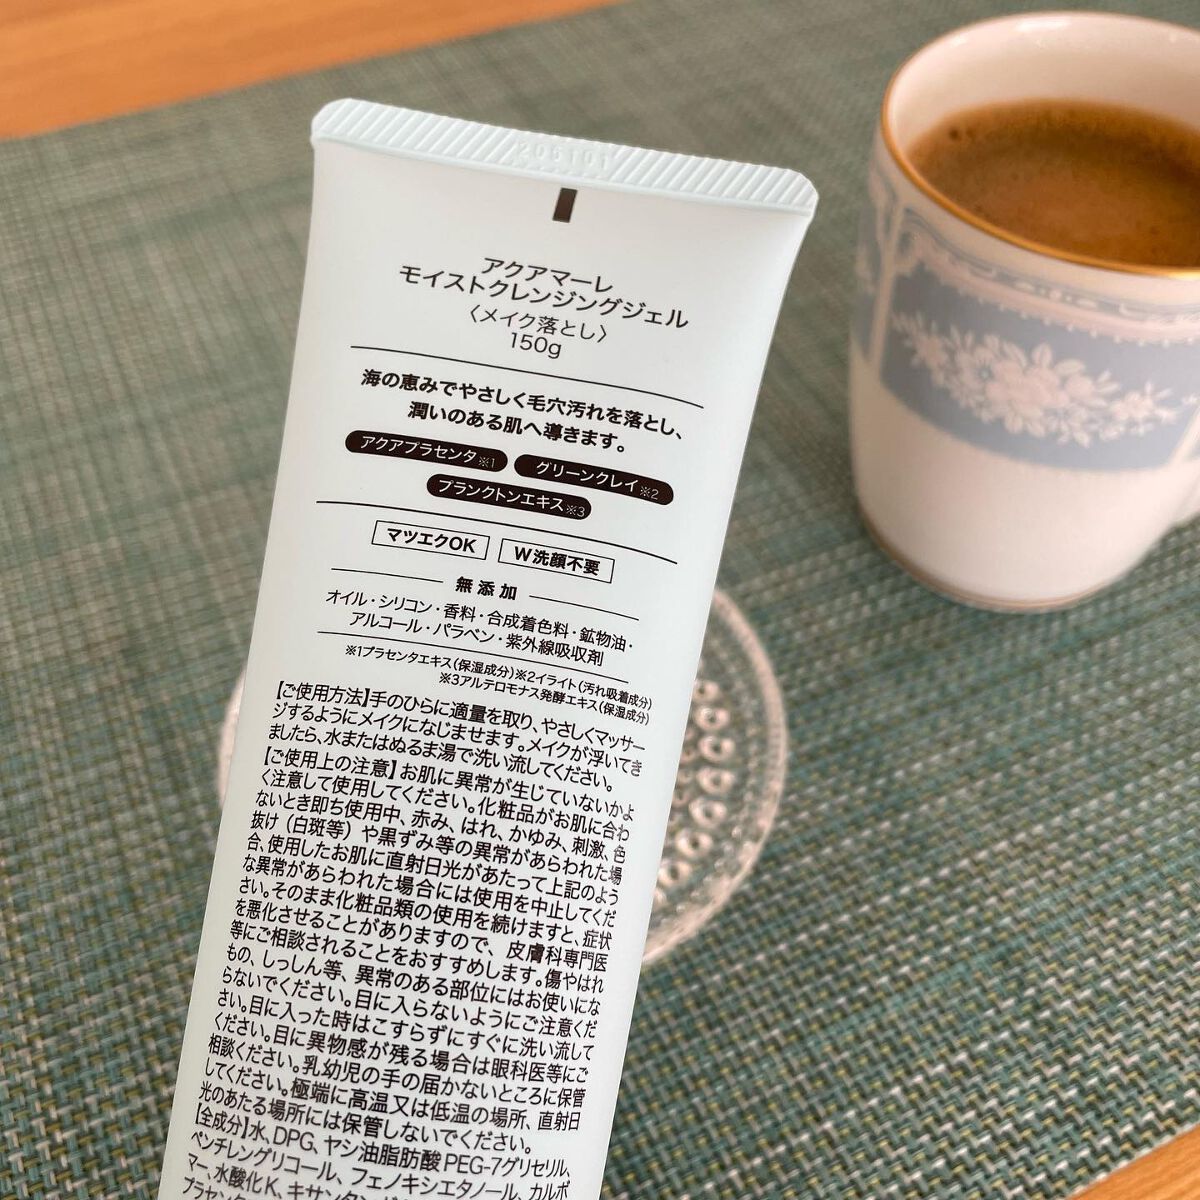 205101
アクアマーレ
モイストクレンジングジェル
〈メイク落とし〉
150g
海の恵みでやさしく毛穴汚れを落とし、
潤いのある肌へ導きます。
アクアプラセンタ※1 グリーンクレイ※2
プランクトンエキス※3
マツエクOK W洗顔不要
無添加
オイル・シリコン・香料・合成着色料・鉱物油・
アルコール・パラベン・紫外線吸収剤
※1プラセンタエキス(保湿成分)※2イライト(汚れ吸着成分)
※3アルテロモナス発酵エキス(保湿成分)
【ご使用方法】手のひらに適量を取り、やさしくマッサー
ジするようにメイクになじませます。メイクが浮いてき
ましたら、水またはぬるま湯で洗い流してください。
【ご使用上の注意】お肌に異常が生じていないかよ
く注意して使用してください。化粧品がお肌に合わ
ないとき即ち使用中、赤み、はれ、かゆみ、刺激、色
抜け（白斑等）や黒ずみ等の異常があらわれた場
合、使用したお肌に直射日光があたって上記のよう
な異常があらわれた場合には使用を中止してくだ
さい。そのまま化粧品類の使用を続けますと、症状
を悪化させることがありますので、皮膚科専門医
等にご相談されることをおすすめします。傷やはれ
もの、しっしん等、異常のある部位にはお使いにな
らないでください。目に入らないようにご注意くだ
さい。目に入った時はこすらずにすぐに洗い流して
ください。目に異物感が残る場合は眼科医等にご
相談ください。乳幼児の手の届かないところに保管
してください。極端に高温又は低温の場所、直射日
光のあたる場所には保管しないでください。
【全成分】水、DPG、ヤシ油脂肪酸PEG-7グリセリル、
ペンチレングリコール、フェノキシエタノール、カルボ
マー、水酸化K、キサンタン
プラセンタ